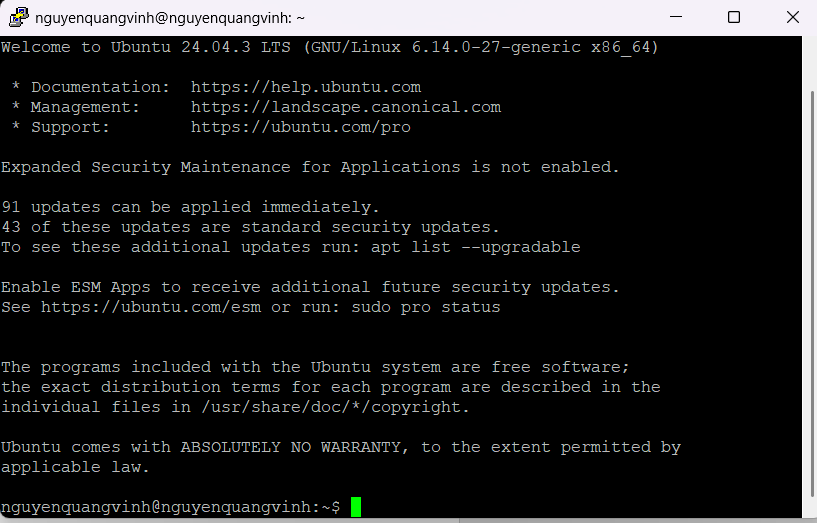 nguyenquangvinh@nguyenquangvinh: ~
Welcome to Ubuntu 24.04.3 LTS (GNU/Linux 6.14.0-27-generic x86_64)
* Documentation:  https://help.ubuntu.com
* Management:     https://landscape.canonical.com
* Support:        https://ubuntu.com/pro
Expanded Security Maintenance for Applications is not enabled.
91 updates can be applied immediately.
43 of these updates are standard security updates.
To see these additional updates run: apt list --upgradable
Enable ESM Apps to receive additional future security updates.
See https://ubuntu.com/esm or run: sudo pro status
The programs included with the Ubuntu system are free software;
the exact distribution terms for each program are described in the
individual files in /usr/share/doc/*/copyright.
Ubuntu comes with ABSOLUTELY NO WARRANTY, to the extent permitted by
applicable law.
nguyenquangvinh@nguyenquangvinh:~$